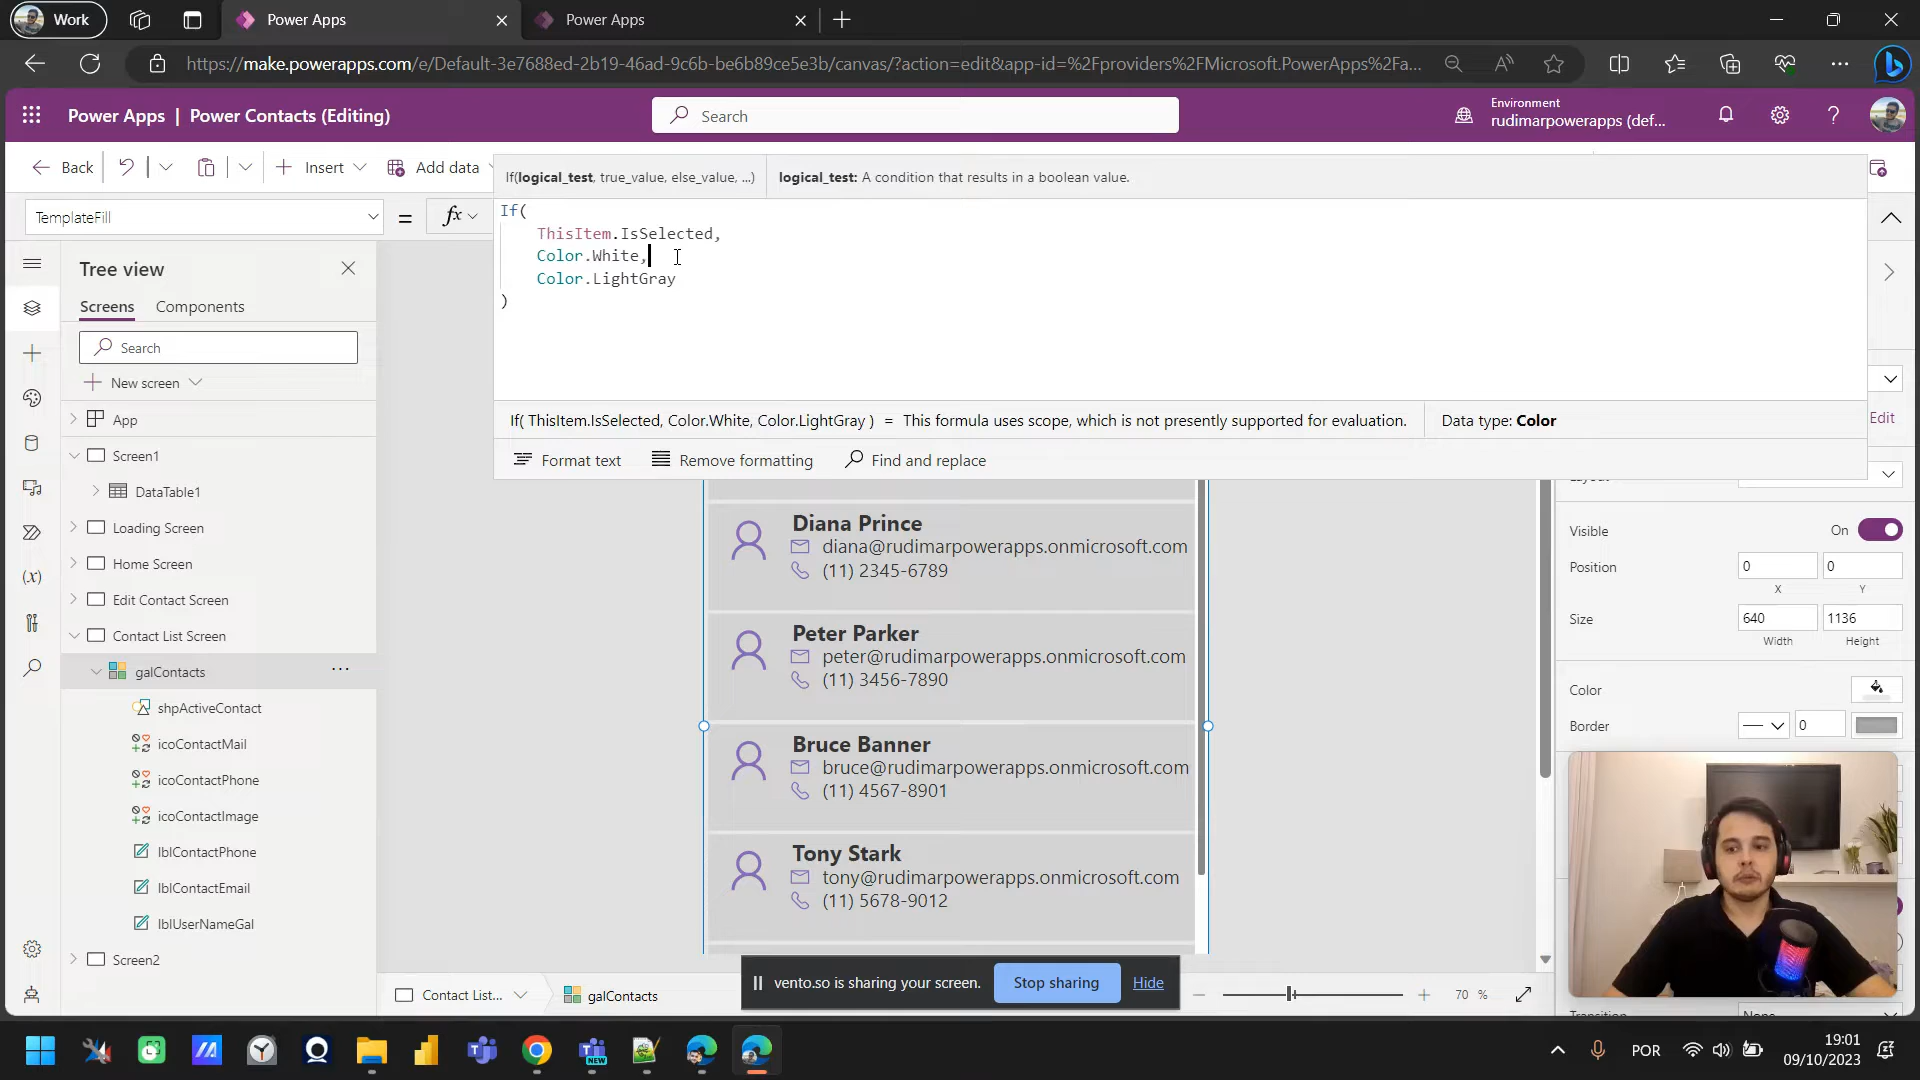 Work
Power Apps
Power Apps
https://make.powerapps.com/e/Default-3e7688ed-2b19-46ad-9c6b-be6b89ce5e3b/canvas/?action=edit&app-id=%2Fproviders%2FMicrosoft.PowerApps%2Fa...
Power Apps | Power Contacts (Editing)
Search
Environment
rudimarpowerapps (def...
Back
Insert
Add data
If(logical_test, true_value, else_value, ...)
logical_test: A condition that results in a boolean value.
TemplateFill
=
fx
If(
ThisItem.IsSelected,
Color.White,
Color.LightGray
)
If( ThisItem.IsSelected, Color.White, Color.LightGray ) = This formula uses scope, which is not presently supported for evaluation.
Data type: Color
Format text
Remove formatting
Find and replace
Tree view
Screens
Components
Search
New screen
App
Screen1
DataTable1
Loading Screen
Home Screen
Edit Contact Screen
Contact List Screen
galContacts
shpActiveContact
icoContactMail
icoContactPhone
icoContactImage
lblContactPhone
lblContactEmail
lblUserNameGal
Screen2
Diana Prince
diana@rudimarpowerapps.onmicrosoft.com
(11) 2345-6789
Peter Parker
peter@rudimarpowerapps.onmicrosoft.com
(11) 3456-7890
Bruce Banner
bruce@rudimarpowerapps.onmicrosoft.com
(11) 4567-8901
Tony Stark
tony@rudimarpowerapps.onmicrosoft.com
(11) 5678-9012
Edit
Visible
On
Position
0
0
X
Y
Size
640
1136
Width
Height
Color
Border
0
Contact List...
galContacts
vento.so is sharing your screen.
Stop sharing
Hide
70 %
NEW
POR
19:01
09/10/2023